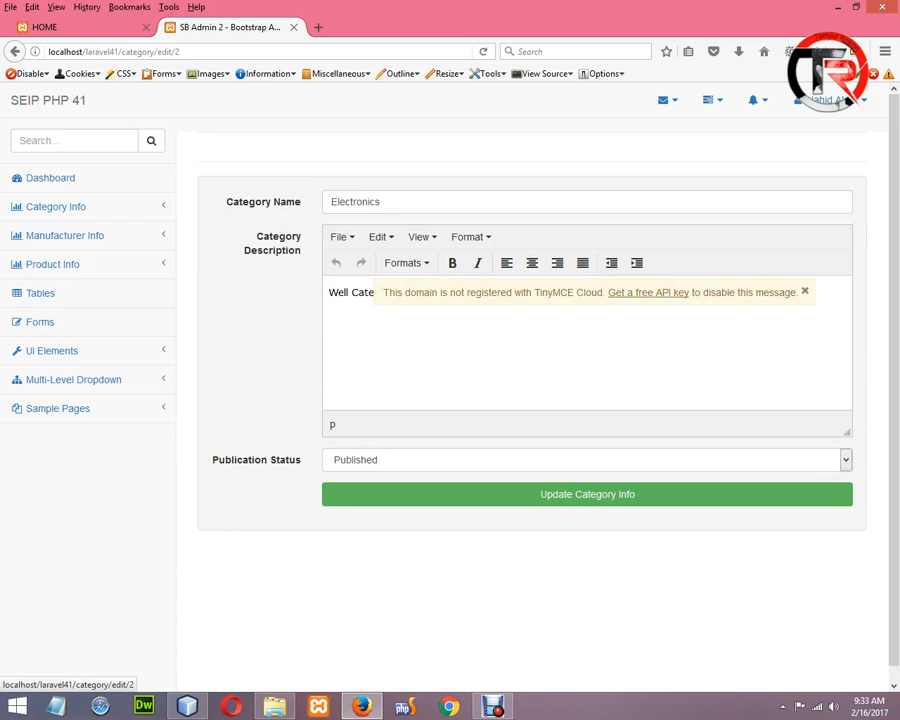 File Edit View History Bookmarks Tools Help
HOME
SB Admin 2 - Bootstrap A...
localhost/laravel41/category/edit/2
Search
Disable Cookies CSS Forms Images Information Miscellaneous Outline Resize Tools View Source Options
SEIP PHP 41
Search...
Dashboard
Category Info
Manufacturer Info
Product Info
Tables
Forms
UI Elements
Multi-Level Dropdown
Sample Pages
Category Name
Electronics
Category
Description
File Edit View Format
Formats B I
Well Cate
This domain is not registered with TinyMCE Cloud. Get a free API key to disable this message.
p
Publication Status
Published
Update Category Info
localhost/laravel41/category/edit/2
Dw
php
9:33 AM
2/16/2017